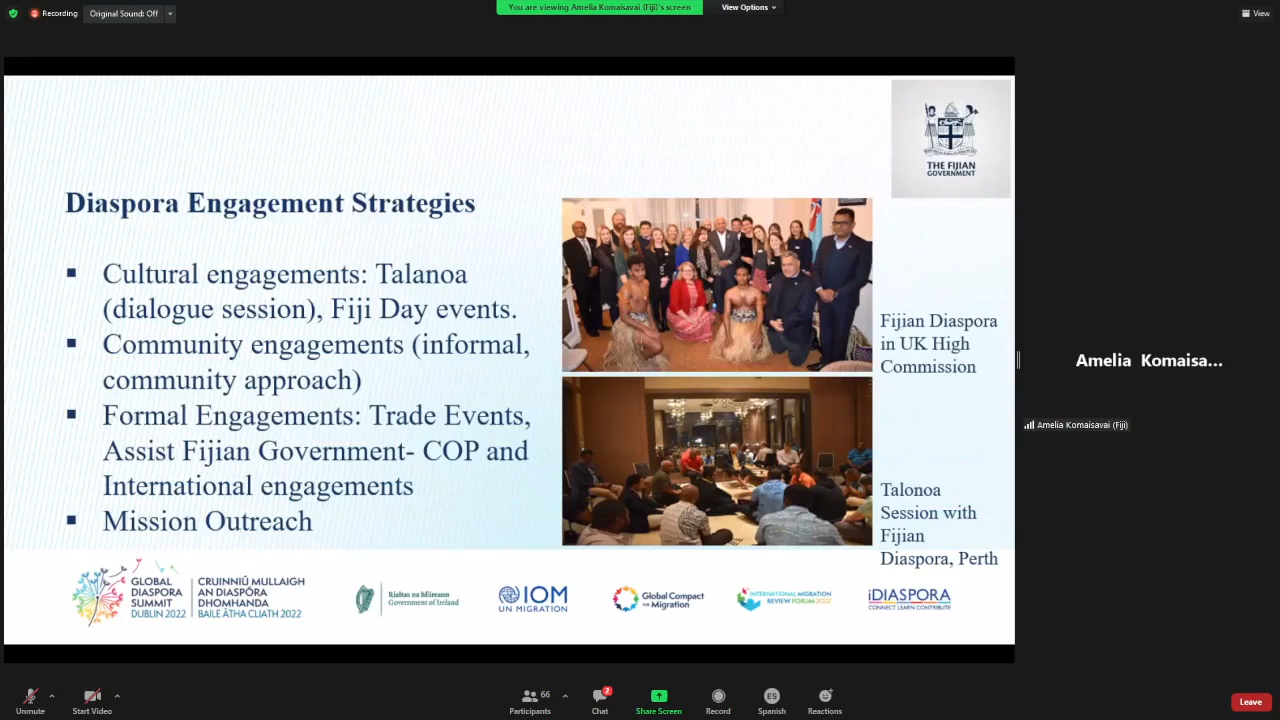 Recording
Original Sound: Off
You are viewing Amelia Komaisavai (Fiji)'s screen
View Options
View
THE FIJIAN
GOVERNMENT
Diaspora Engagement Strategies
Cultural engagements: Talanoa
(dialogue session), Fiji Day events.
Community engagements (informal,
community approach)
Formal Engagements: Trade Events,
Assist Fijian Government- COP and
International engagements
Mission Outreach
Fijian Diaspora
in UK High
Commission
Talonoa
Session with
Fijian
Diaspora, Perth
Amelia Komaisa...
Amelia Komaisavai (Fiji)
GLOBAL
DIASPORA
SUMMIT
DUBLIN 2022
CRUINNIÚ MULLAIGH
AN DIASPÓRA
DHOMHANDA
BAILE ÁTHA CLIATH 2022
Rialtas na hÉireann
Government of Ireland
IOM
UN MIGRATION
Global Compact
for Migration
INTERNATIONAL MIGRATION
REVIEW FORUM 2022
iDIASPORA
CONNECT LEARN CONTRIBUTE
Unmute
Start Video
66
Participants
2
Chat
Share Screen
Record
ES
Spanish
Reactions
Leave